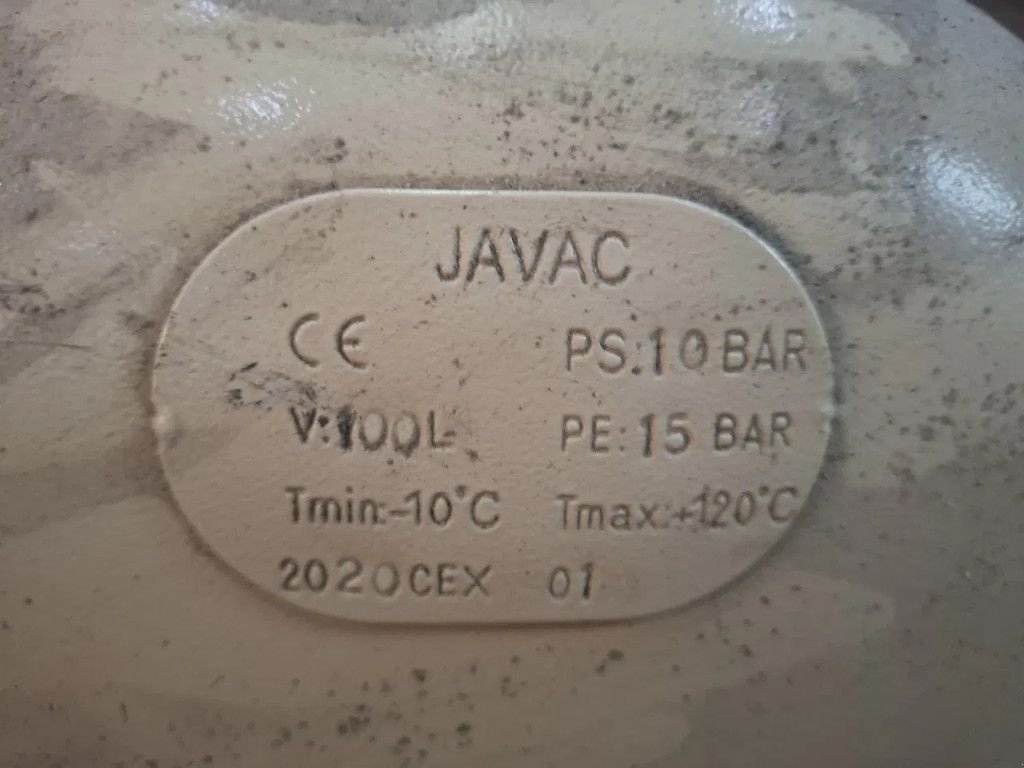 JAVAC
CE PS:10 BAR
V:100L PE:15 BAR
Tmin:-10°C Tmax:+120°C
2020CEX 01